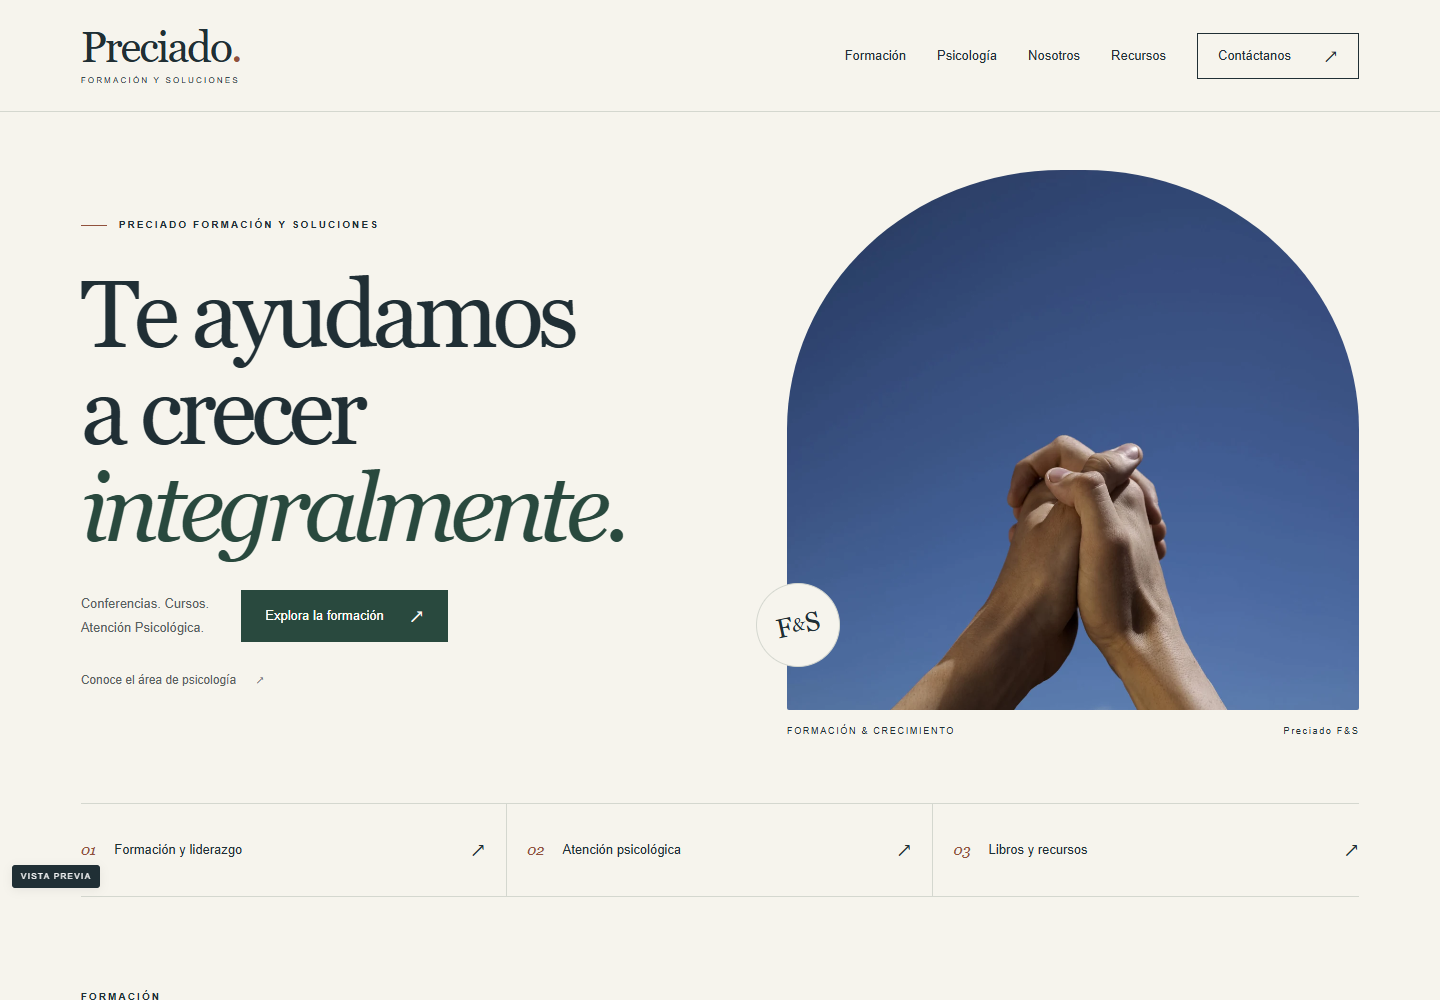 Preciado.
FORMACIÓN Y SOLUCIONES
Formación
Psicología
Nosotros
Recursos
Contáctanos
PRECIADO FORMACIÓN Y SOLUCIONES
Te ayudamos
a crecer
integralmente.
Conferencias. Cursos.
Atención Psicológica.
Explora la formación
Conoce el área de psicología
F&S
FORMACIÓN & CRECIMIENTO
Preciado F&S
01 Formación y liderazgo
02 Atención psicológica
03 Libros y recursos
VISTA PREVIA
FORMACIÓN